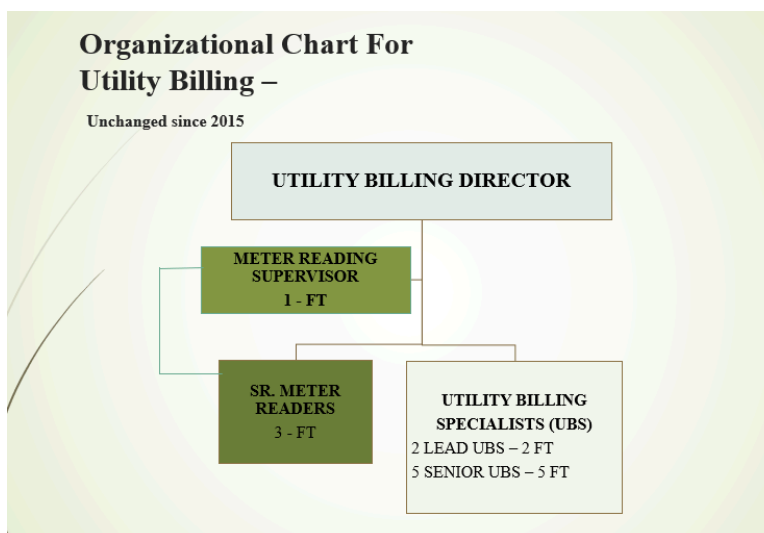 Organizational Chart For
Utility Billing –
Unchanged since 2015
UTILITY BILLING DIRECTOR
METER READING
SUPERVISOR
1 - FT
SR. METER
READERS
3 - FT
UTILITY BILLING
SPECIALISTS (UBS)
2 LEAD UBS – 2 FT
5 SENIOR UBS – 5 FT